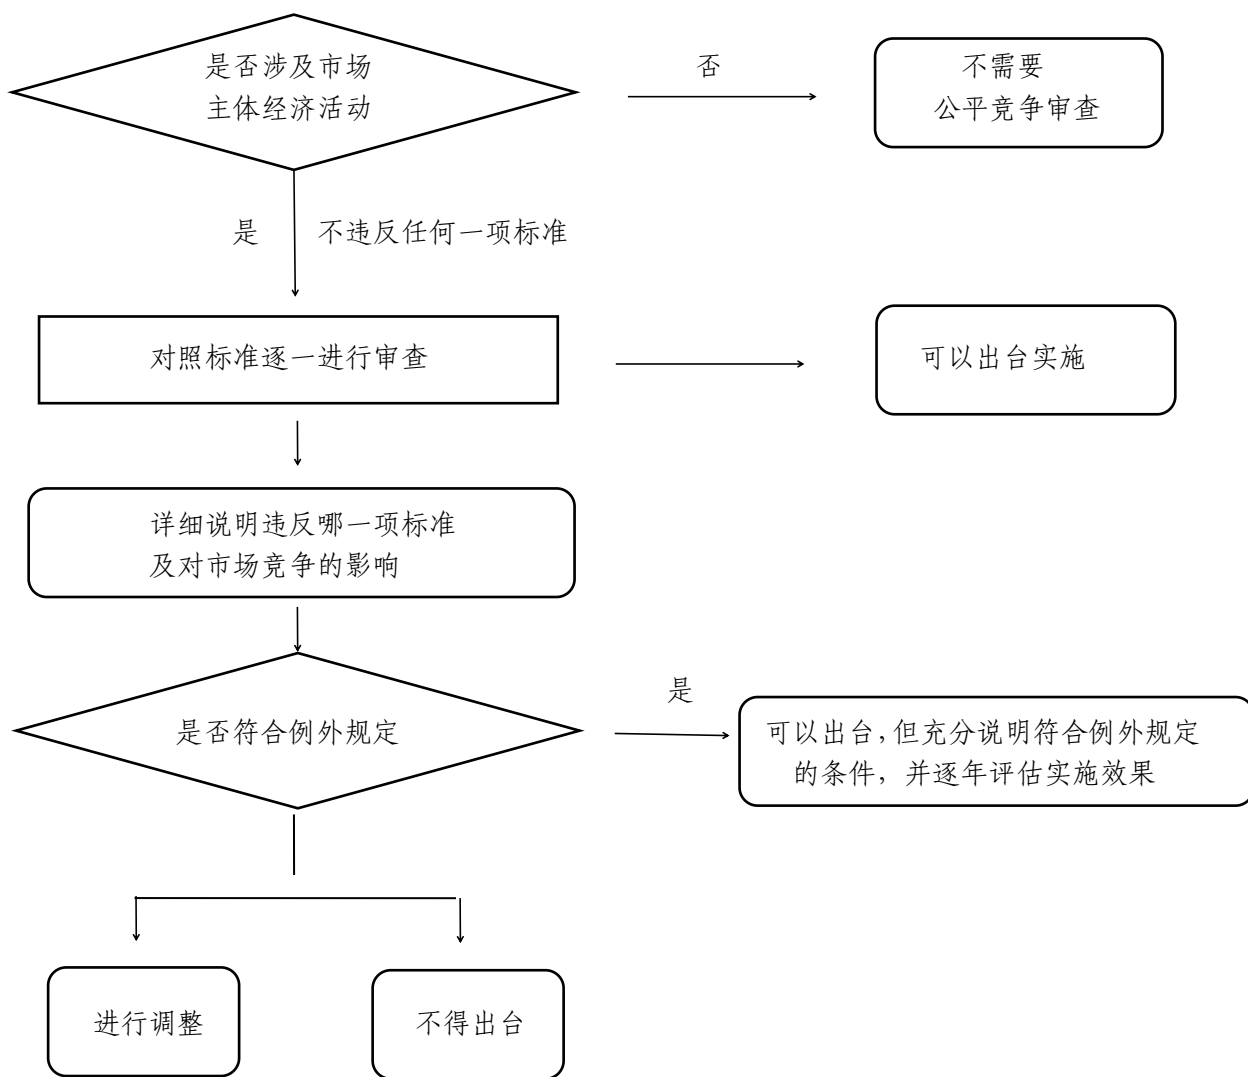 是否涉及市场
主体经济活动
否
不需要
公平竞争审查
是
不违反任何一项标准
对照标准逐一进行审查
可以出台实施
详细说明违反哪一项标准
及对市场竞争的影响
是否符合例外规定
是
可以出台,但充分说明符合例外规定
的条件，并逐年评估实施效果
进行调整
不得出台